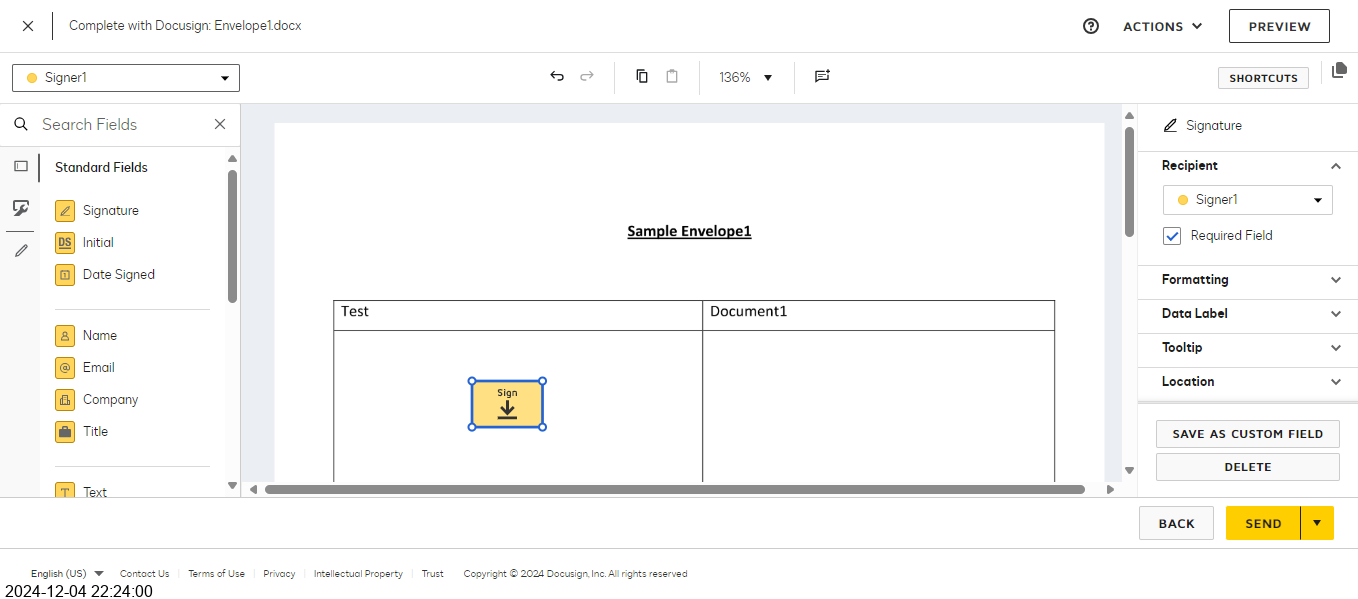 Complete with Docusign: Envelope1.docx
ACTIONS
PREVIEW
Signer1
136%
SHORTCUTS
Search Fields
Standard Fields
Signature
DS Initial
1 Date Signed
Name
@ Email
Company
Title
T Text
Sample Envelope1
Test Document1
Sign
Signature
Recipient
Signer1
Required Field
Formatting
Data Label
Tooltip
Location
SAVE AS CUSTOM FIELD
DELETE
BACK
SEND
English (US) Contact Us Terms of Use Privacy Intellectual Property Trust Copyright © 2024 Docusign, Inc. All rights reserved
2024-12-04 22:24:00